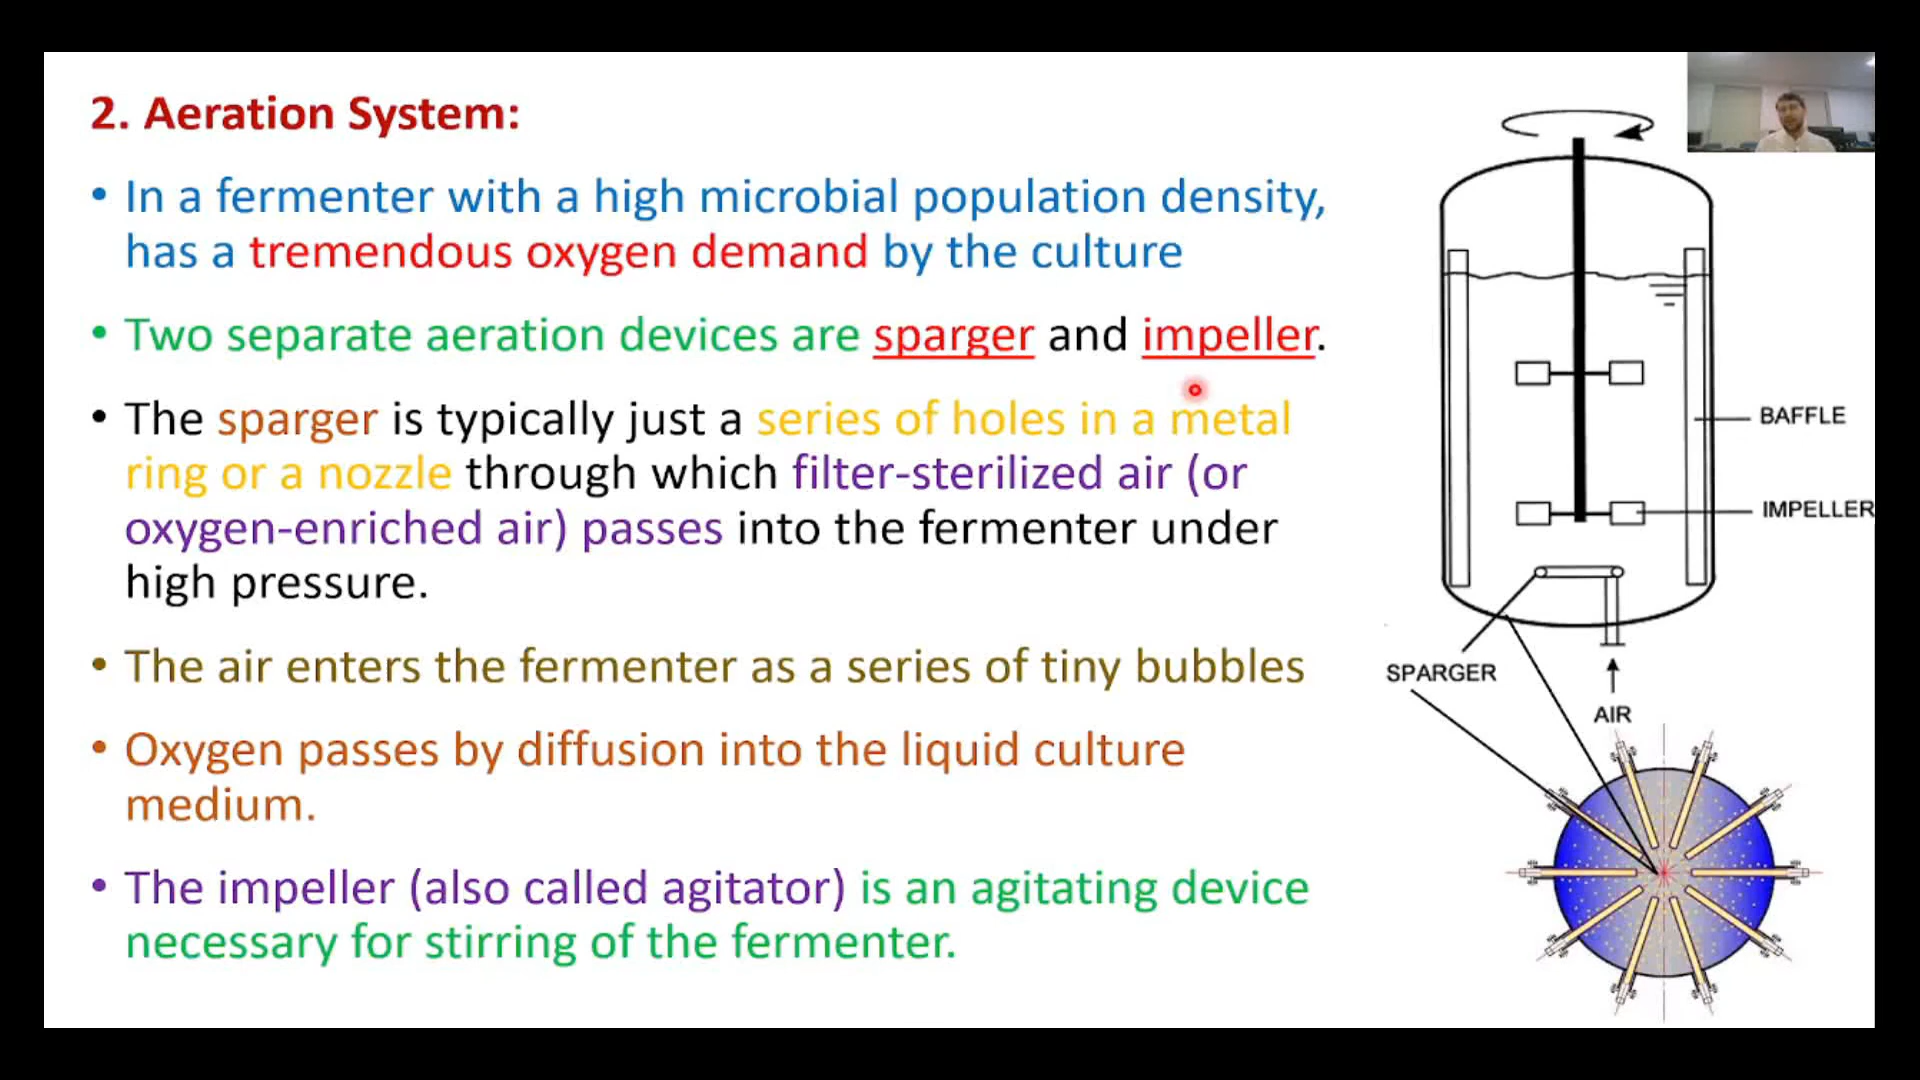 2. Aeration System:
• In a fermenter with a high microbial population density,
has a tremendous oxygen demand by the culture
• Two separate aeration devices are sparger and impeller.
• The sparger is typically just a series of holes in a metal
ring or a nozzle through which filter-sterilized air (or
oxygen-enriched air) passes into the fermenter under
high pressure.
• The air enters the fermenter as a series of tiny bubbles
• Oxygen passes by diffusion into the liquid culture
medium.
• The impeller (also called agitator) is an agitating device
necessary for stirring of the fermenter.
BAFFLE
IMPELLER
SPARGER
AIR